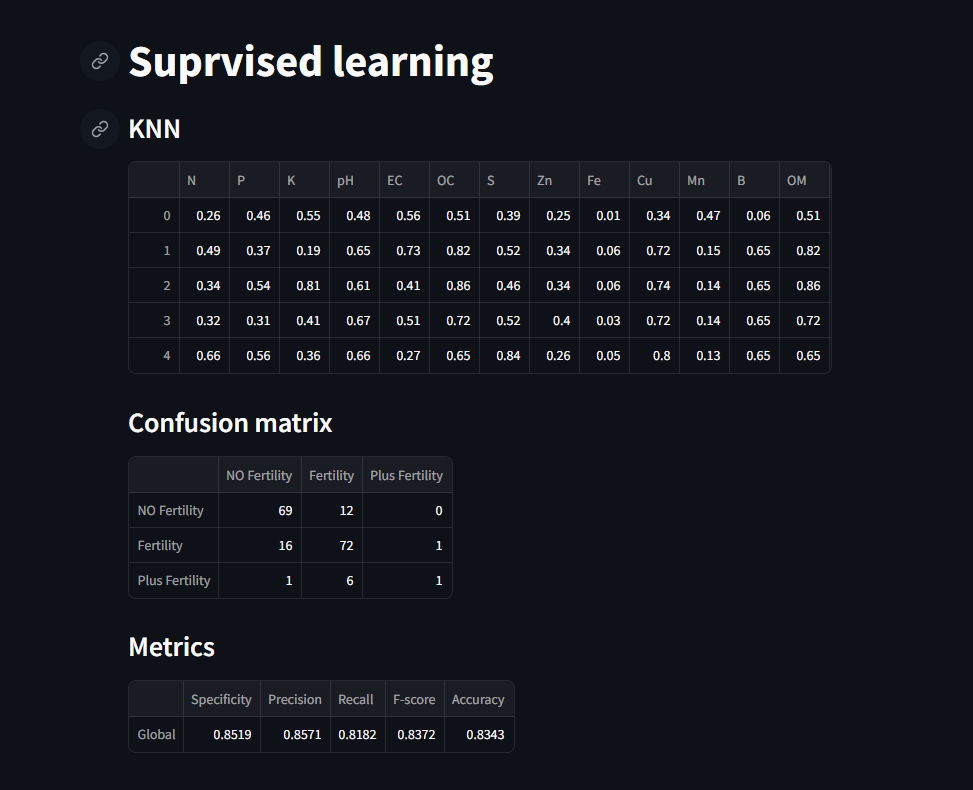 Suprvised learning
KNN
N P K pH EC OC S Zn Fe Cu Mn B OM
0 0.26 0.46 0.55 0.48 0.56 0.51 0.39 0.25 0.01 0.34 0.47 0.06 0.51
1 0.49 0.37 0.19 0.65 0.73 0.82 0.52 0.34 0.06 0.72 0.15 0.65 0.82
2 0.34 0.54 0.81 0.61 0.41 0.86 0.46 0.34 0.06 0.74 0.14 0.65 0.86
3 0.32 0.31 0.41 0.67 0.51 0.72 0.52 0.4 0.03 0.72 0.14 0.65 0.72
4 0.66 0.56 0.36 0.66 0.27 0.65 0.84 0.26 0.05 0.8 0.13 0.65 0.65
Confusion matrix
NO Fertility Fertility Plus Fertility
NO Fertility 69 12 0
Fertility 16 72 1
Plus Fertility 1 6 1
Metrics
Specificity Precision Recall F-score Accuracy
Global 0.8519 0.8571 0.8182 0.8372 0.8343